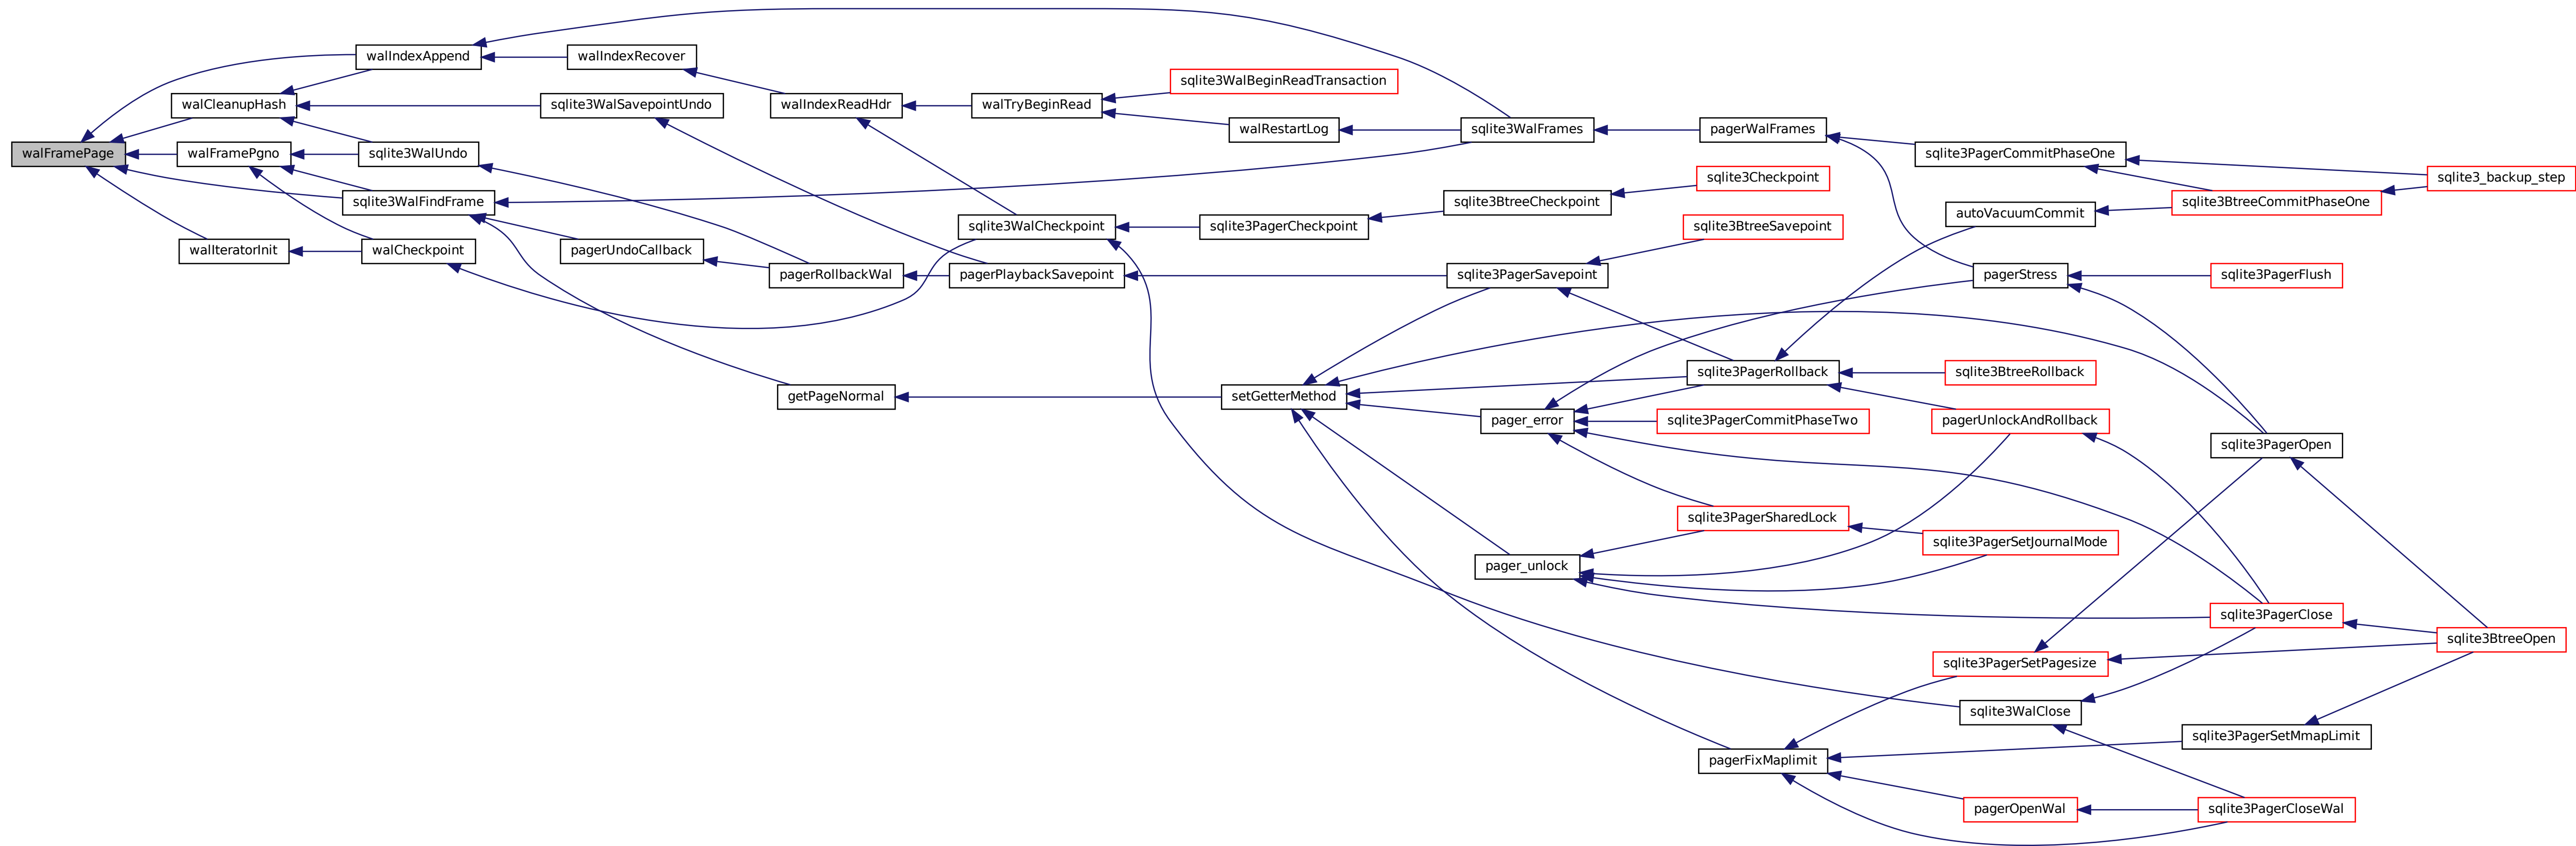 walFramePage
walIndexAppend
walCleanupHash
walFramePgno
sqlite3WalFindFrame
walIteratorInit
walIndexRecover
sqlite3WalSavepointUndo
sqlite3WalUndo
pagerUndoCallback
walCheckpoint
walIndexReadHdr
pagerRollbackWal
getPageNormal
walTryBeginRead
sqlite3WalCheckpoint
pagerPlaybackSavepoint
sqlite3WalBeginReadTransaction
walRestartLog
sqlite3PagerCheckpoint
setGetterMethod
sqlite3WalFrames
sqlite3BtreeCheckpoint
sqlite3PagerSavepoint
pager_error
pager_unlock
pagerWalFrames
sqlite3Checkpoint
sqlite3BtreeSavepoint
sqlite3PagerRollback
sqlite3PagerCommitPhaseTwo
sqlite3PagerSharedLock
pagerFixMaplimit
sqlite3PagerCommitPhaseOne
autoVacuumCommit
pagerStress
sqlite3BtreeRollback
pagerUnlockAndRollback
sqlite3PagerSetJournalMode
sqlite3PagerSetPagesize
sqlite3WalClose
pagerOpenWal
sqlite3BtreeCommitPhaseOne
sqlite3PagerFlush
sqlite3PagerOpen
sqlite3PagerClose
sqlite3PagerSetMmapLimit
sqlite3PagerCloseWal
sqlite3_backup_step
sqlite3BtreeOpen